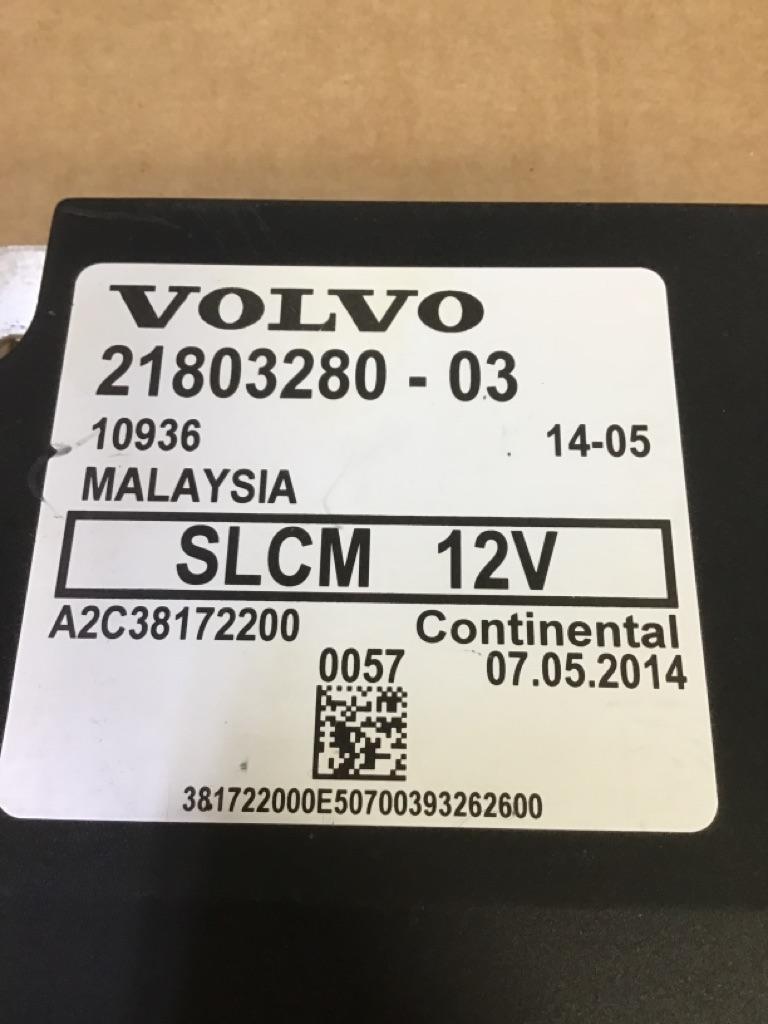 VOLVO
21803280 - 03
10936 14-05
MALAYSIA
SLCM 12V
A2C38172200 Continental
0057 07.05.2014
381722000E50700393262600